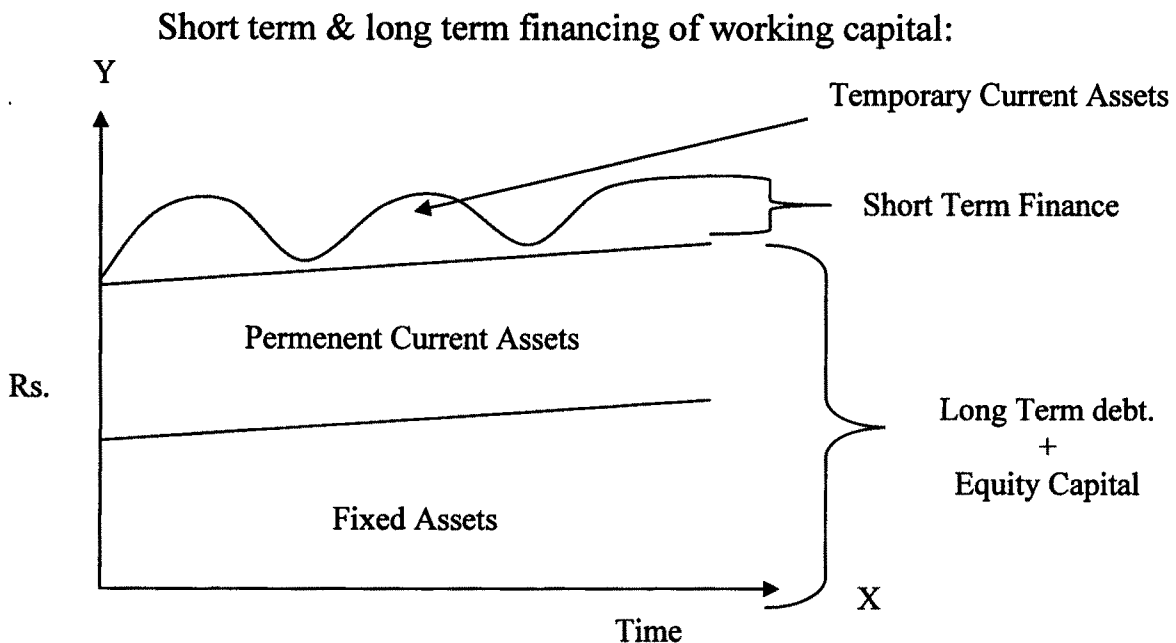 Short term & long term financing of working capital:
Y
Temporary Current Assets
Short Term Finance
Permenent Current Assets
Rs.
Long Term debt.
+
Equity Capital
Fixed Assets
X
Time